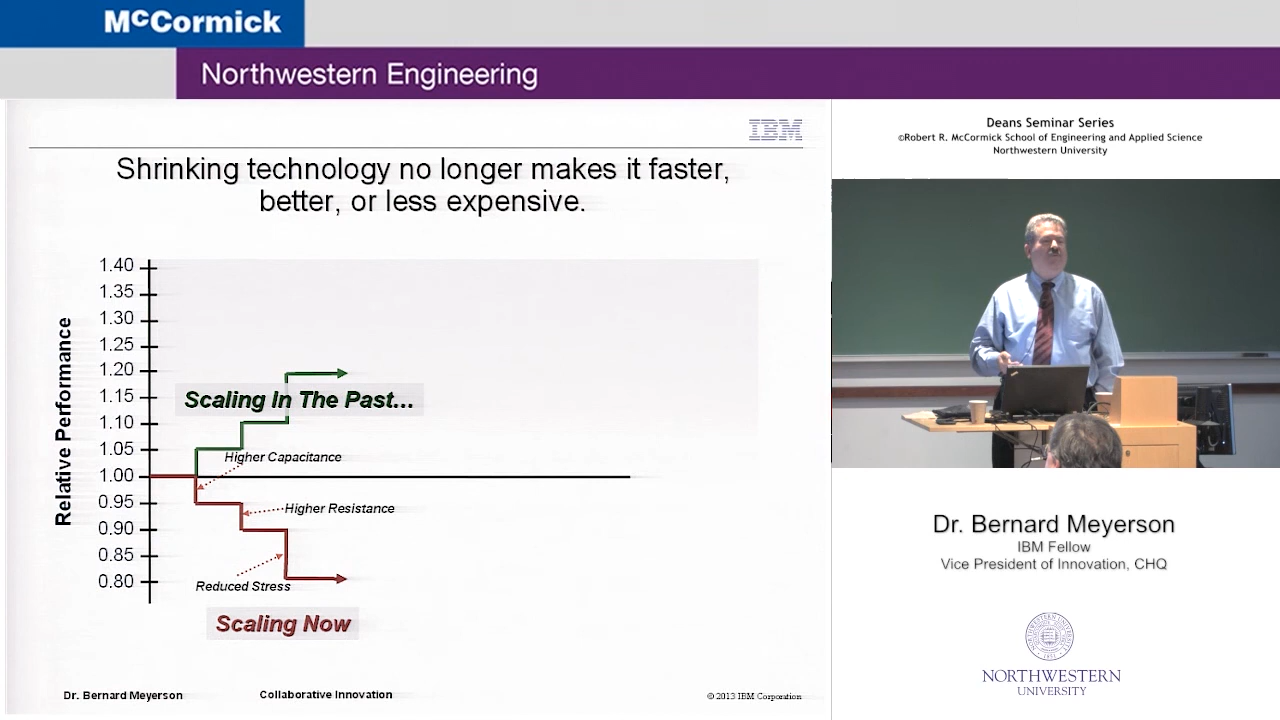 McCormick
Northwestern Engineering
IBM
Shrinking technology no longer makes it faster,
better, or less expensive.
Relative Performance
1.40
1.35
1.30
1.25
1.20
1.15
1.10
1.05
1.00
0.95
0.90
0.85
0.80
Scaling In The Past...
Higher Capacitance
Higher Resistance
Reduced Stress
Scaling Now
Dr. Bernard Meyerson
Collaborative Innovation
© 2013 IBM Corporation
Deans Seminar Series
©Robert R. McCormick School of Engineering and Applied Science
Northwestern University
Dr. Bernard Meyerson
IBM Fellow
Vice President of Innovation, CHQ
NORTHWESTERN
UNIVERSITY